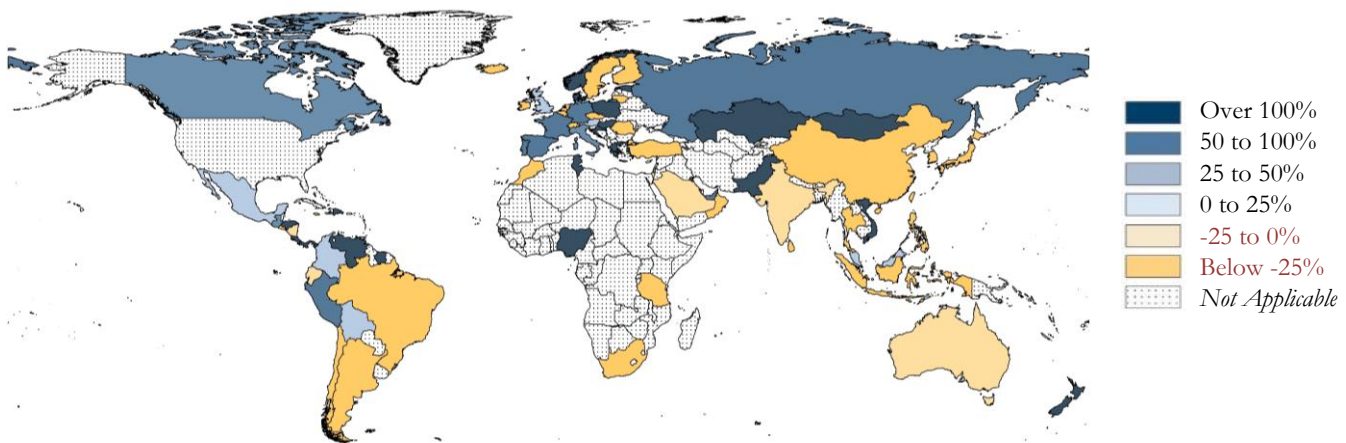 Over 100%
50 to 100%
25 to 50%
0 to 25%
-25 to 0%
Below -25%
Not Applicable